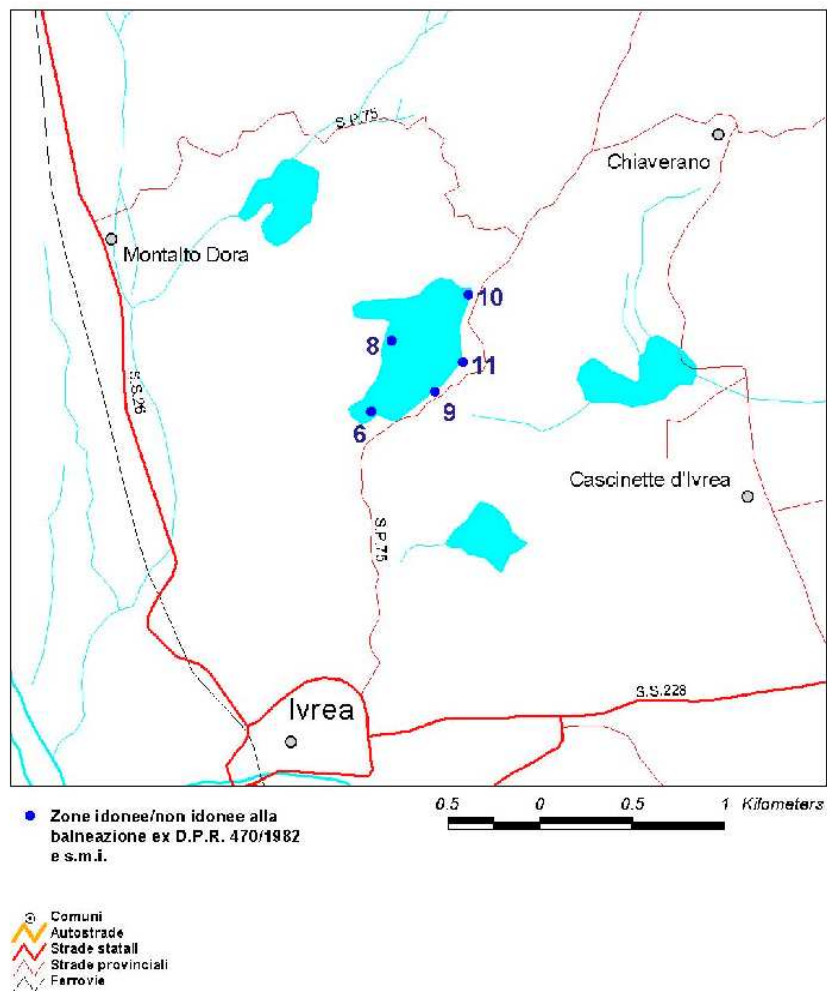 S.P.75
Chiaverano
Montalto Dora
10
8
11
S.S.26
9
6
Cascinette d'Ivrea
S.P.75
S.S.228
Ivrea
0.5 0 0.5 1 Kilometers
Zone idonee/non idonee alla
balneazione ex D.P.R. 470/1982
e s.m.i.
Comuni
Autostrade
Strade statali
Strade provinciali
Ferrovie